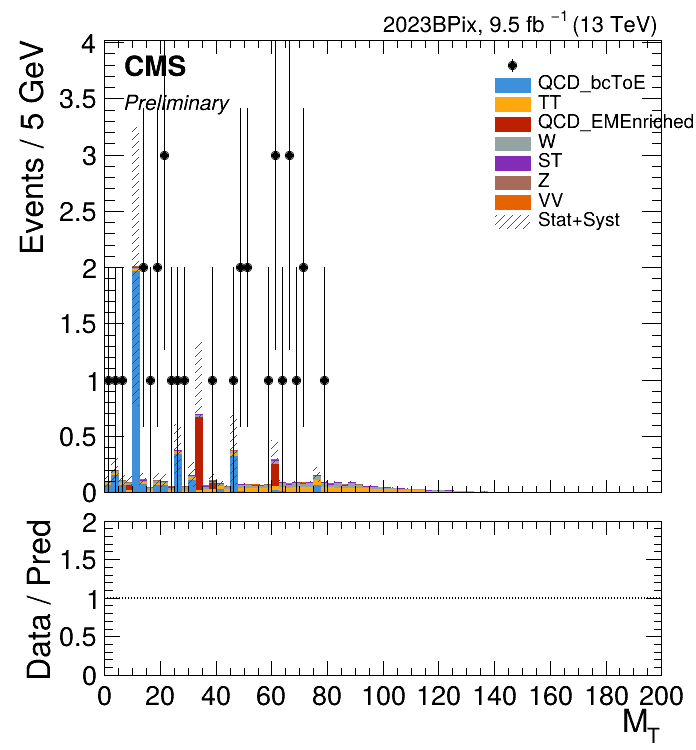 2023BPix, 9.5 fb⁻¹ (13 TeV)
CMS
Preliminary
QCD_bcToE
TT
QCD_EMEnriched
W
ST
Z
VV
Stat+Syst
Events / 5 GeV
4
3.5
3
2.5
2
1.5
1
0.5
0
Data / Pred
2
1.5
1
0.5
0
0 20 40 60 80 100 120 140 160 180 200
M_T